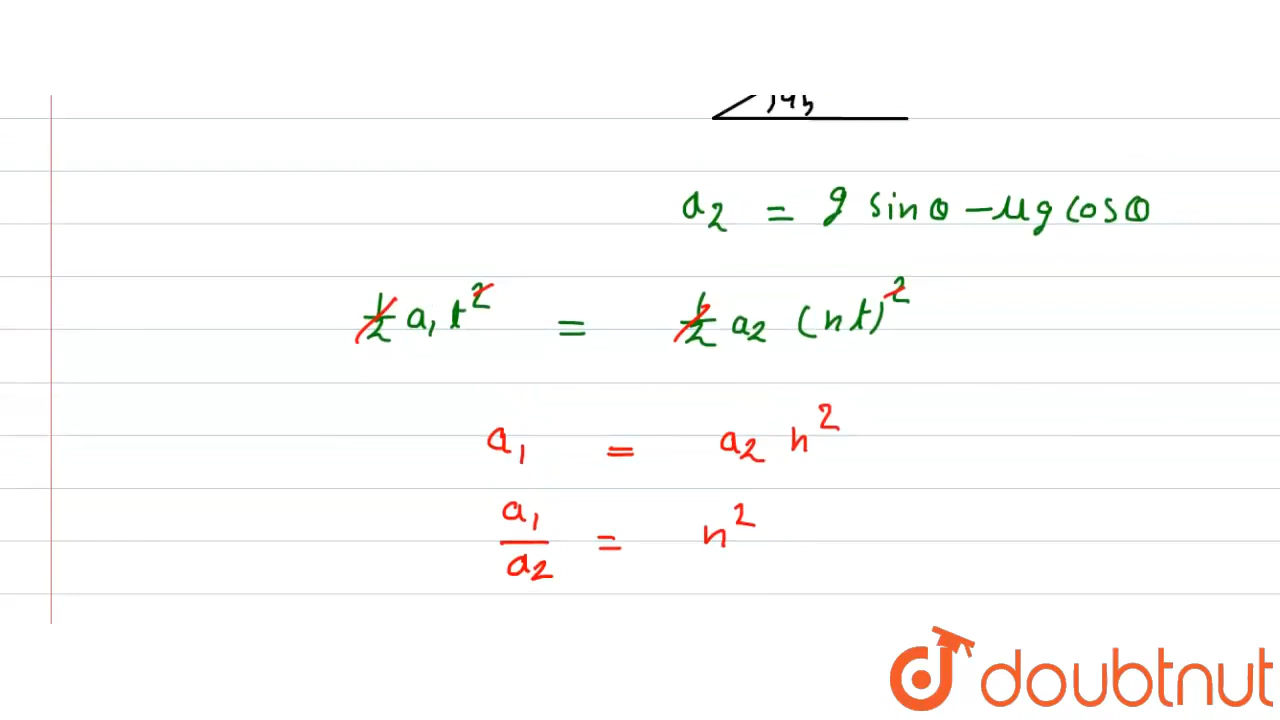 a₂ = g sinθ - μg cosθ
½ a₁ t² = ½ a₂ (nt)²
a₁ = a₂ n²
a₁/a₂ = n²
doubtnut